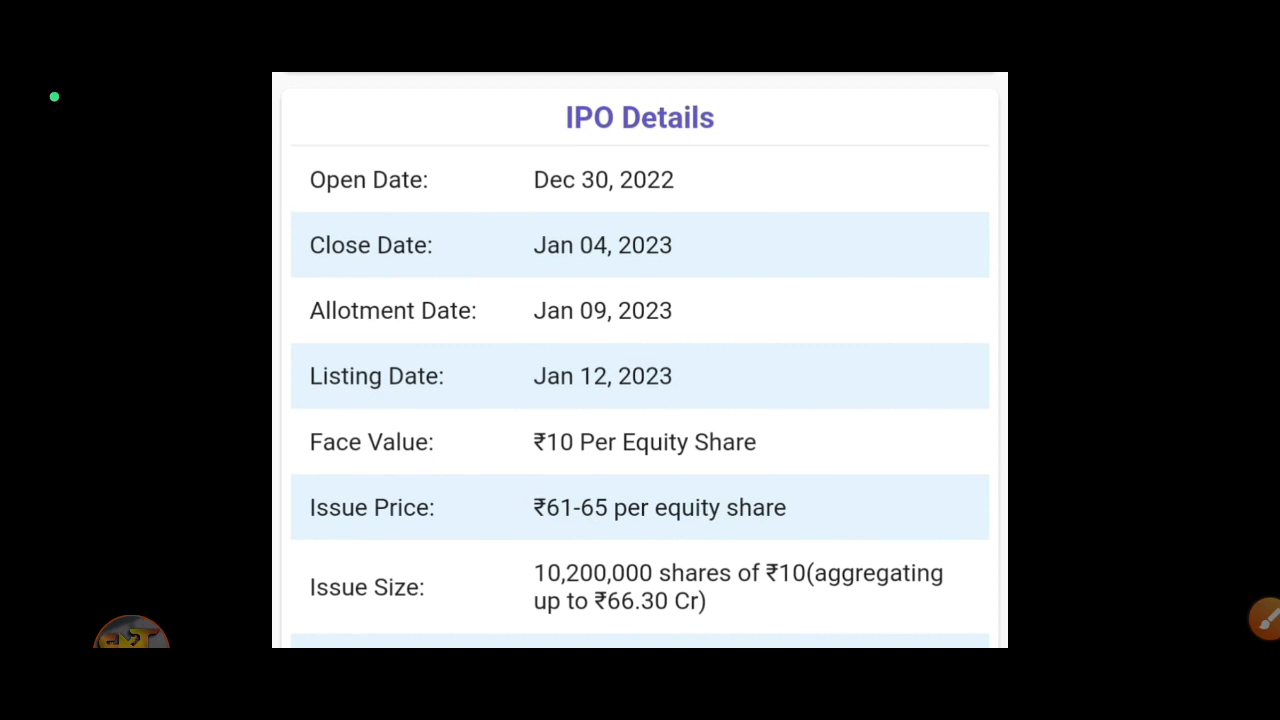 IPO Details
Open Date: Dec 30, 2022
Close Date: Jan 04, 2023
Allotment Date: Jan 09, 2023
Listing Date: Jan 12, 2023
Face Value: ₹10 Per Equity Share
Issue Price: ₹61-65 per equity share
Issue Size: 10,200,000 shares of ₹10(aggregating
up to ₹66.30 Cr)